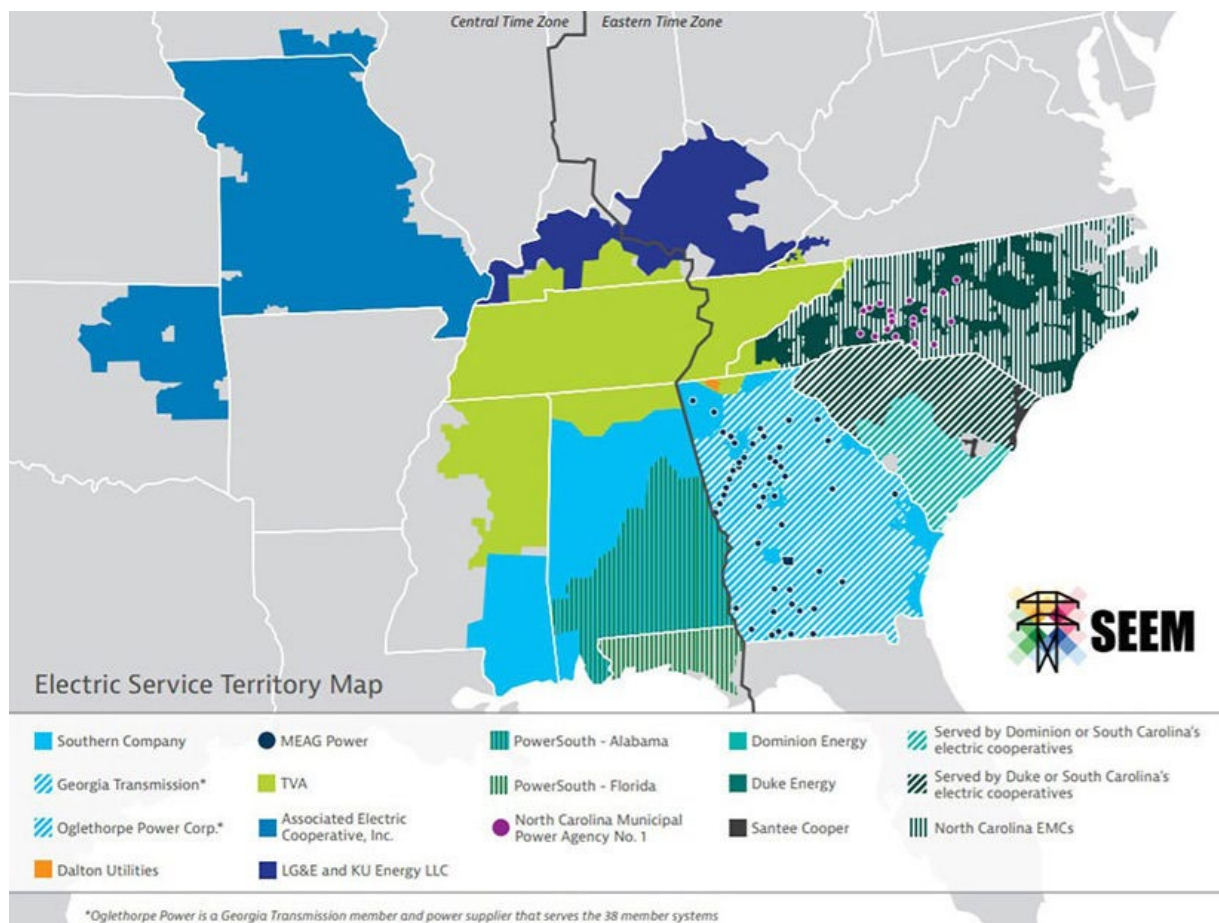 Central Time Zone
Eastern Time Zone
SEEM
Electric Service Territory Map
Southern Company
Georgia Transmission*
Oglethorpe Power Corp.*
Dalton Utilities
MEAG Power
TVA
Associated Electric
Cooperative, Inc.
LG&E and KU Energy LLC
PowerSouth - Alabama
PowerSouth - Florida
North Carolina Municipal
Power Agency No. 1
Dominion Energy
Duke Energy
Santee Cooper
Served by Dominion or South Carolina's
electric cooperatives
Served by Duke or South Carolina's
electric cooperatives
North Carolina EMCs
*Oglethorpe Power is a Georgia Transmission member and power supplier that serves the 38 member systems